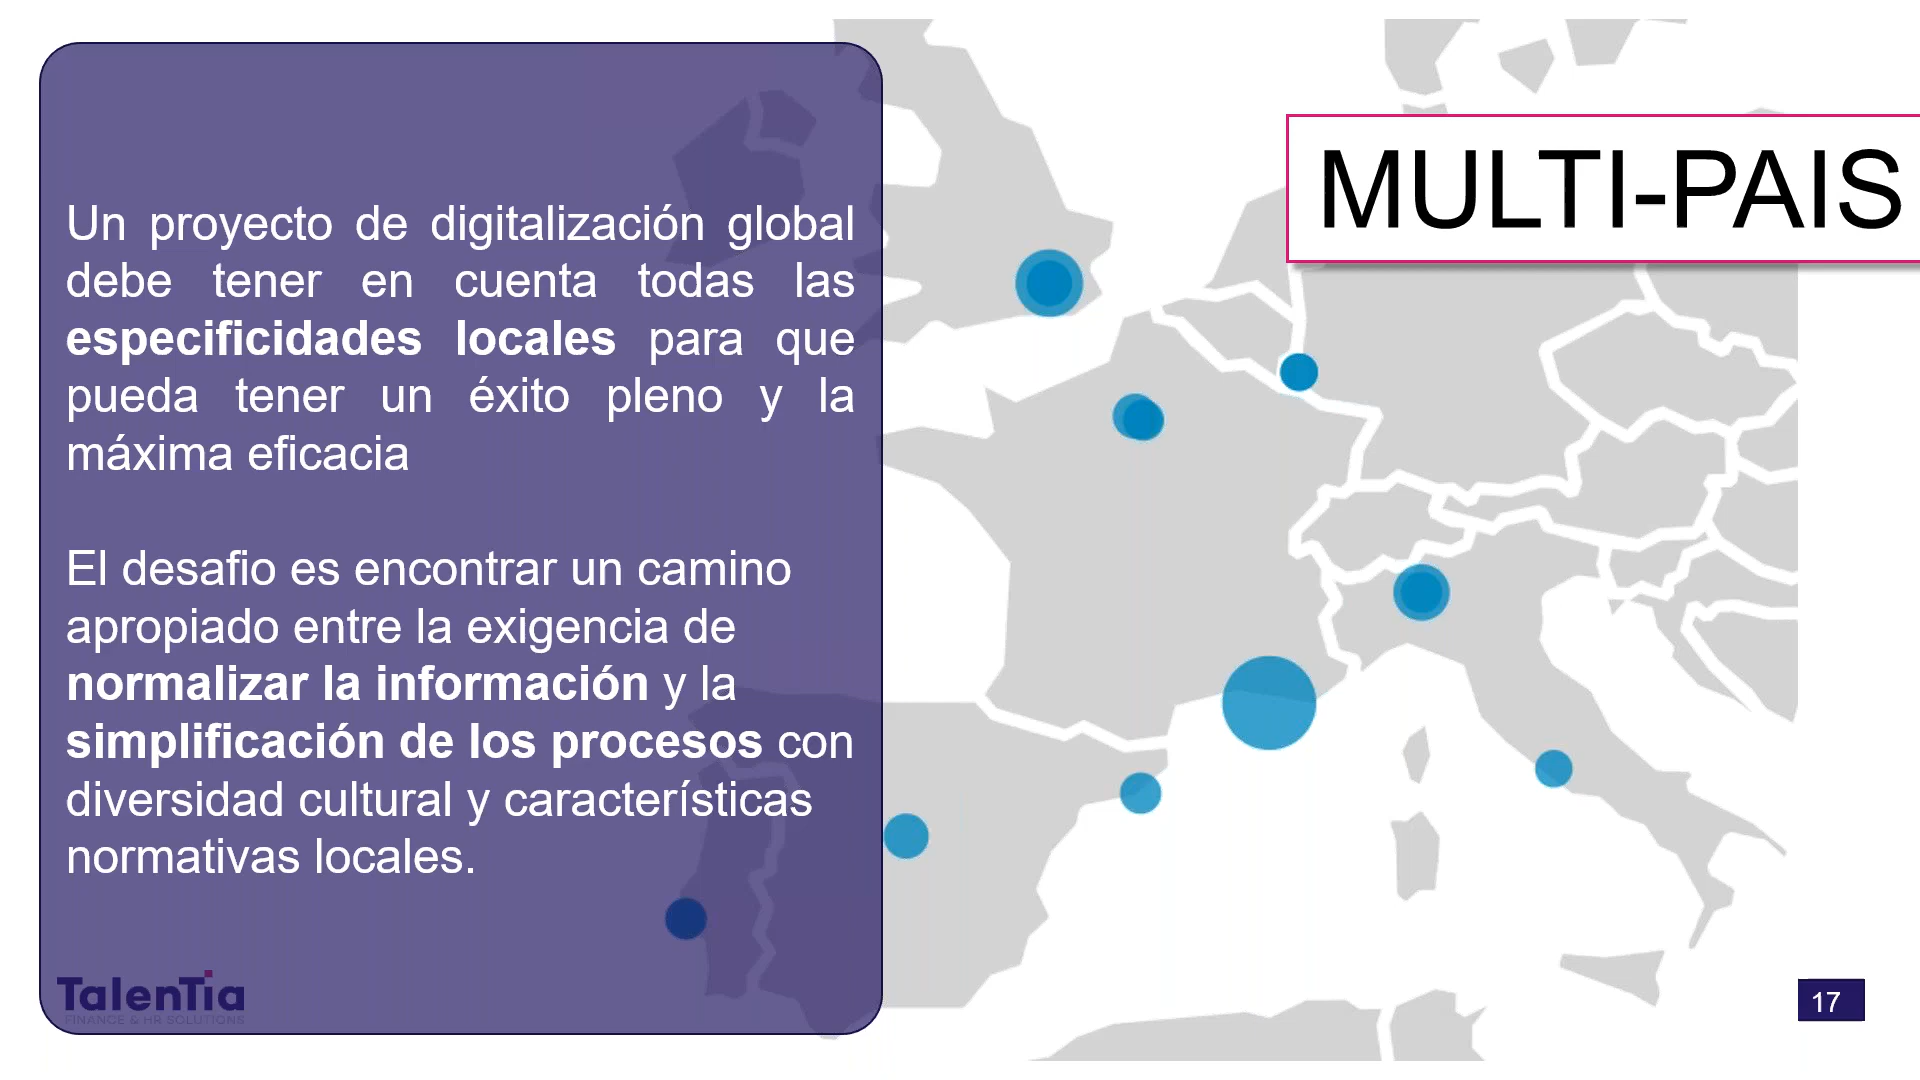 MULTI-PAIS
Un proyecto de digitalización global
debe tener en cuenta todas las
especificidades locales para que
pueda tener un éxito pleno y la
máxima eficacia
El desafio es encontrar un camino
apropiado entre la exigencia de
normalizar la información y la
simplificación de los procesos con
diversidad cultural y características
normativas locales.
TalenTia
FINANCE & HR SOLUTIONS
17